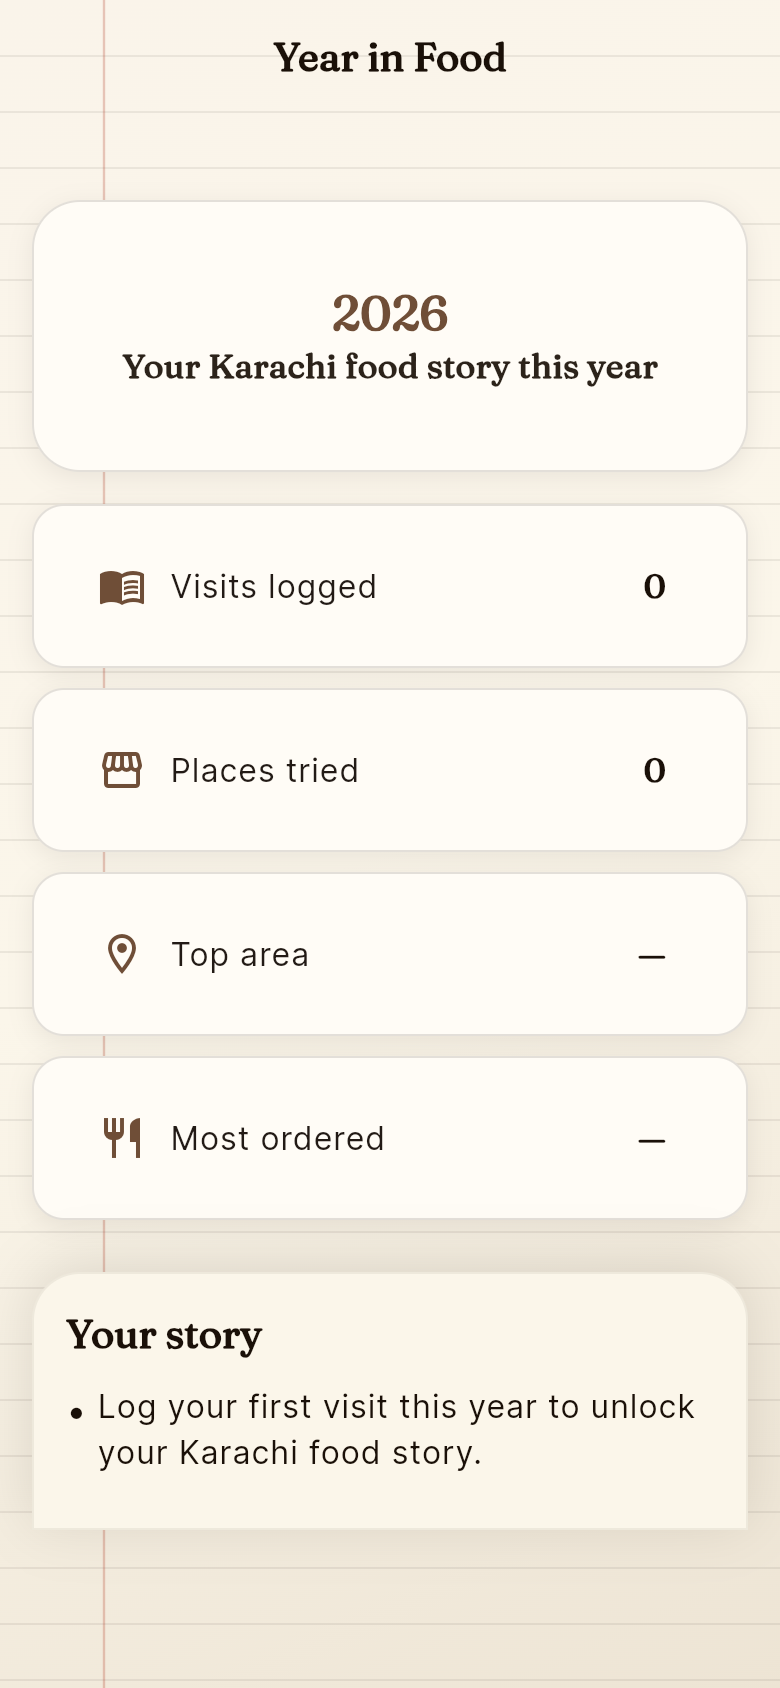 Year in Food
2026
Your Karachi food story this year
Visits logged 0
Places tried 0
Top area —
Most ordered —
Your story
• Log your first visit this year to unlock
your Karachi food story.